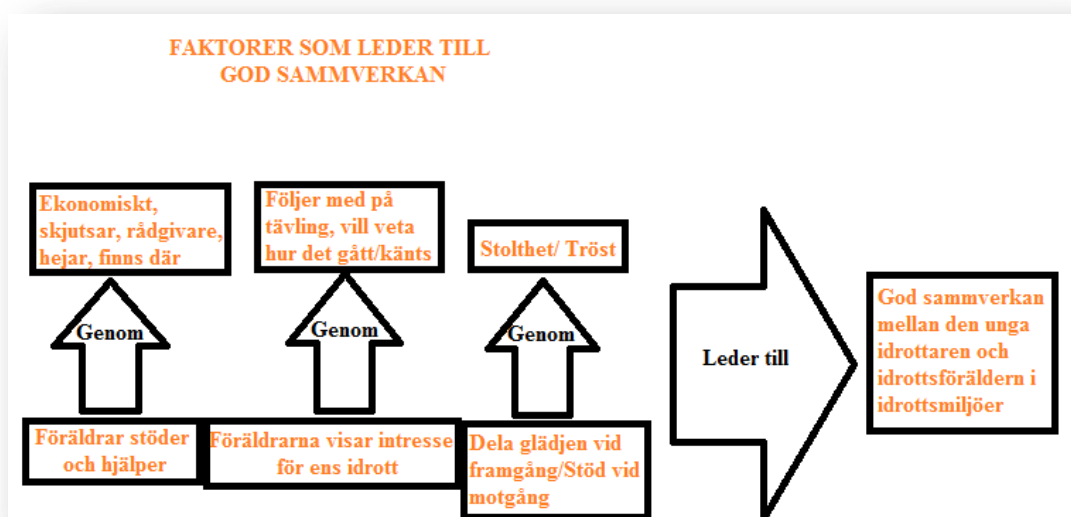 FAKTORER SOM LEDER TILL
GOD SAMMVERKAN
Ekonomiskt,
skjutsar, rådgivare,
hejar, finns där
Följer med på
tävling, vill veta
hur det gått/känts
Stolthet/ Tröst
Genom
Genom
Genom
Föräldrar stöder
och hjälper
Föräldrarna visar intresse
för ens idrott
Dela glädjen vid
framgång/Stöd vid
motgång
Leder till
God sammverkan
mellan den unga
idrottaren och
idrottsföräldern i
idrottsmiljöer